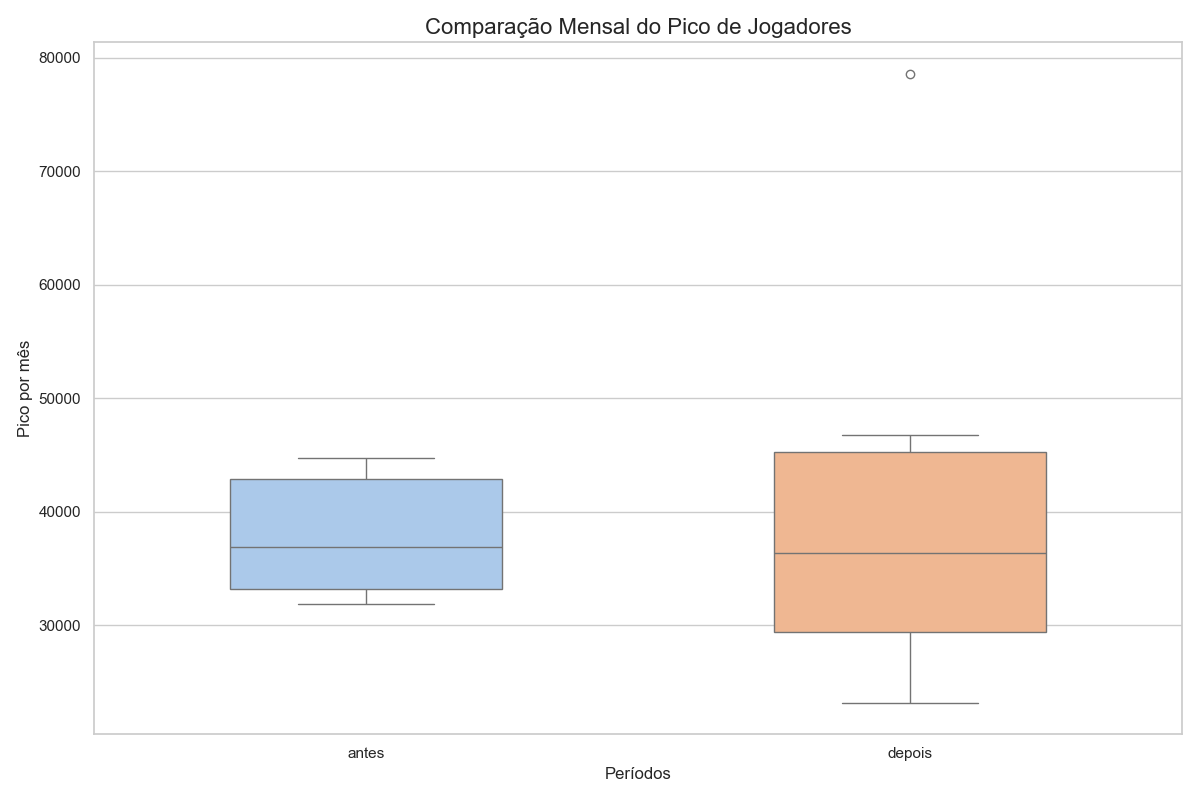 Comparação Mensal do Pico de Jogadores
80000
70000
60000
50000
40000
30000
Pico por mês
antes
depois
Períodos